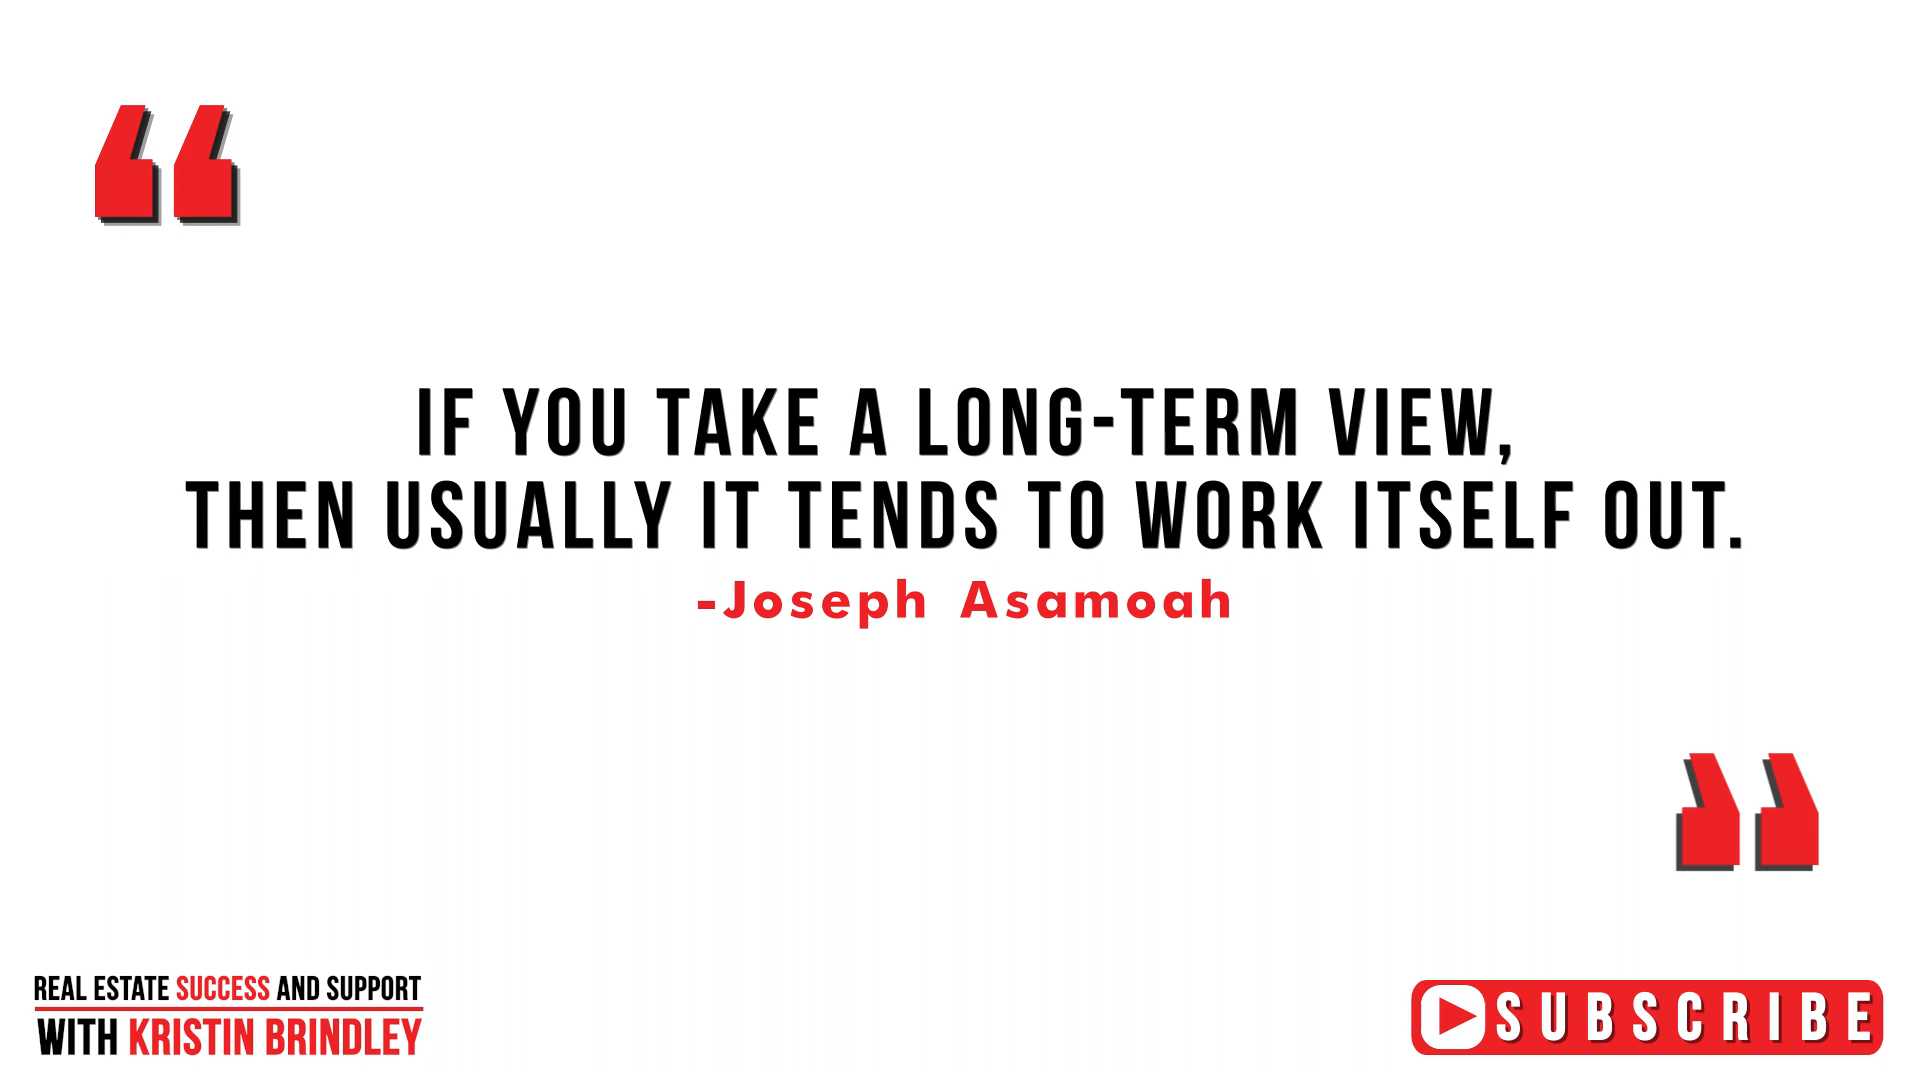 “
IF YOU TAKE A LONG-TERM VIEW,
THEN USUALLY IT TENDS TO WORK ITSELF OUT.
-Joseph Asamoah
”
REAL ESTATE SUCCESS AND SUPPORT
WITH KRISTIN BRINDLEY
SUBSCRIBE